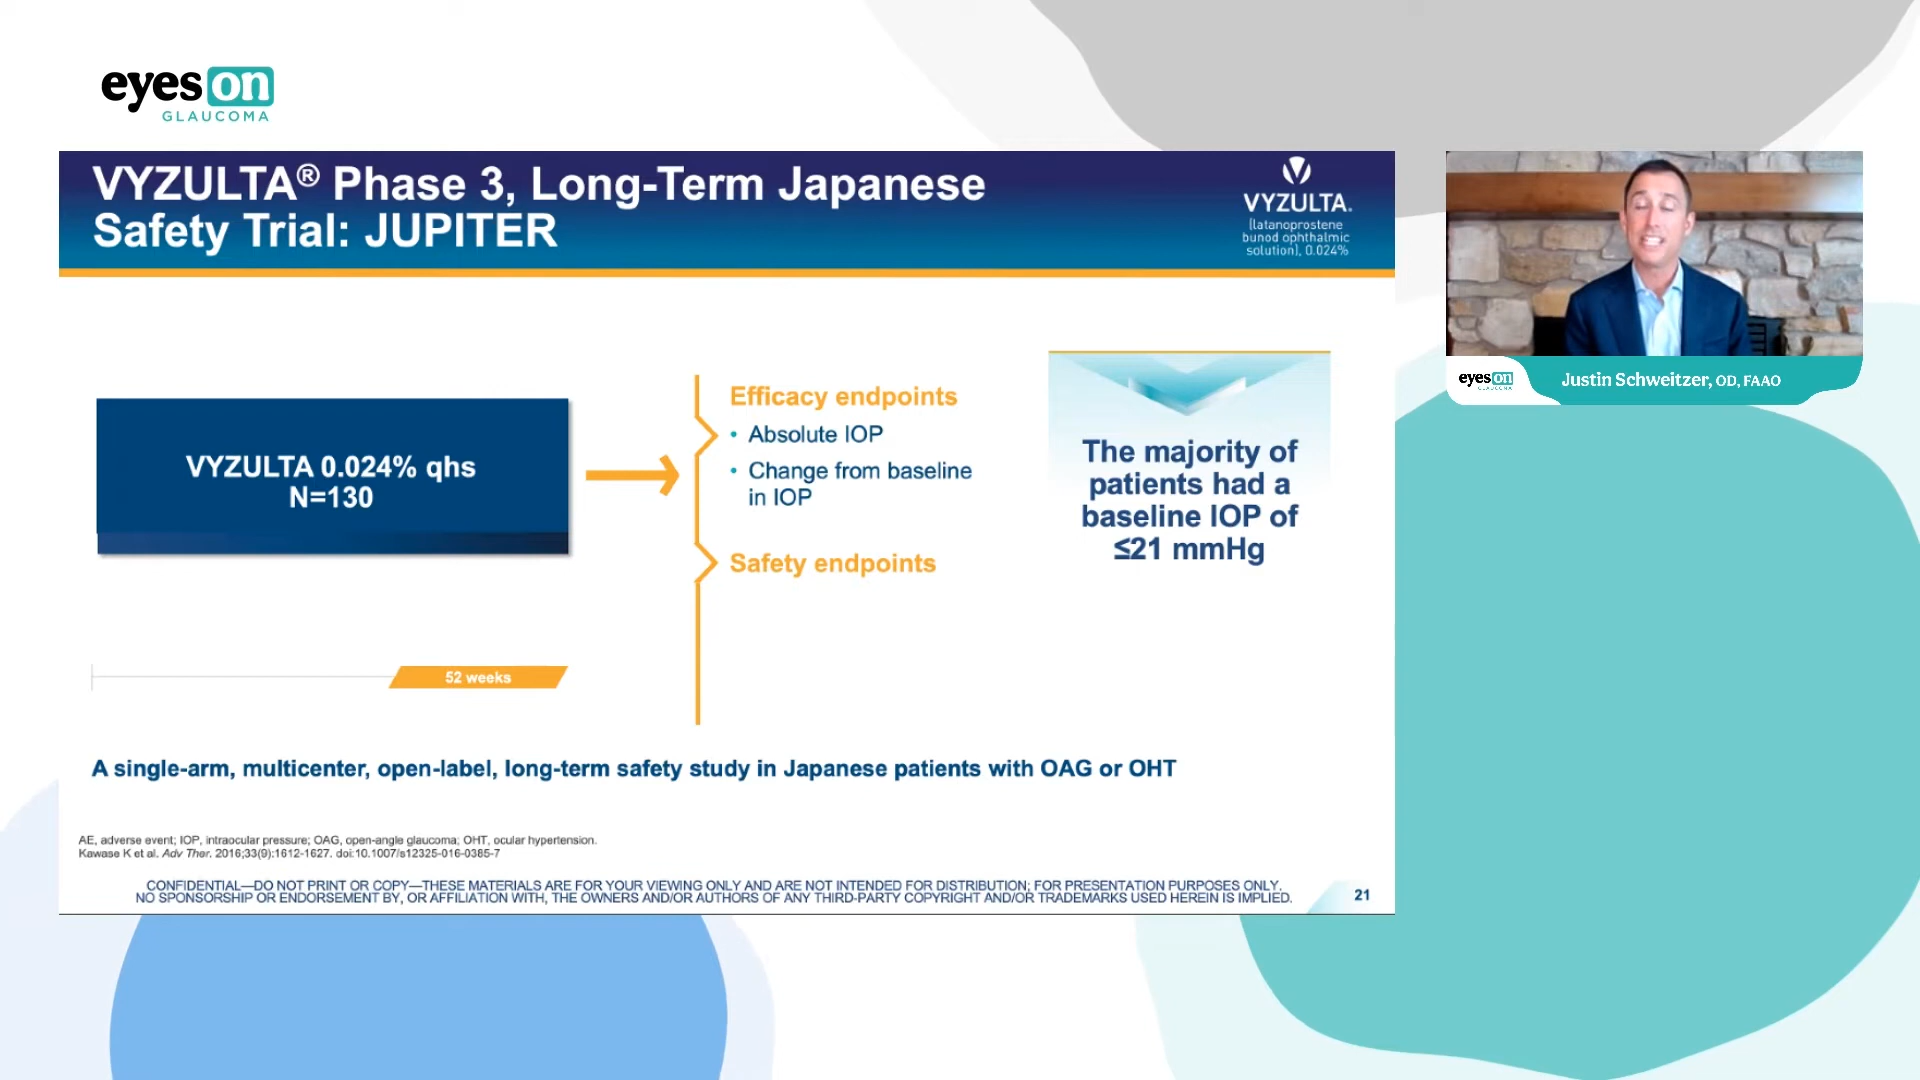 eyes on
GLAUCOMA
VYZULTA® Phase 3, Long-Term Japanese
Safety Trial: JUPITER
VYZULTA.
(latanoprostene
bunod ophthalmic
solution), 0.024%
VYZULTA 0.024% qhs
N=130
52 weeks
Efficacy endpoints
• Absolute IOP
• Change from baseline
in IOP
Safety endpoints
The majority of
patients had a
baseline IOP of
≤21 mmHg
A single-arm, multicenter, open-label, long-term safety study in Japanese patients with OAG or OHT
AE, adverse event; IOP, intraocular pressure; OAG, open-angle glaucoma; OHT, ocular hypertension.
Kawase K et al. Adv Ther. 2016;33(9):1612-1627. doi:10.1007/s12325-016-0385-7
CONFIDENTIAL—DO NOT PRINT OR COPY—THESE MATERIALS ARE FOR YOUR VIEWING ONLY AND ARE NOT INTENDED FOR DISTRIBUTION; FOR PRESENTATION PURPOSES ONLY.
NO SPONSORSHIP OR ENDORSEMENT BY, OR AFFILIATION WITH, THE OWNERS AND/OR AUTHORS OF ANY THIRD-PARTY COPYRIGHT AND/OR TRADEMARKS USED HEREIN IS IMPLIED.
21
eyes on
GLAUCOMA
Justin Schweitzer, OD, FAAO